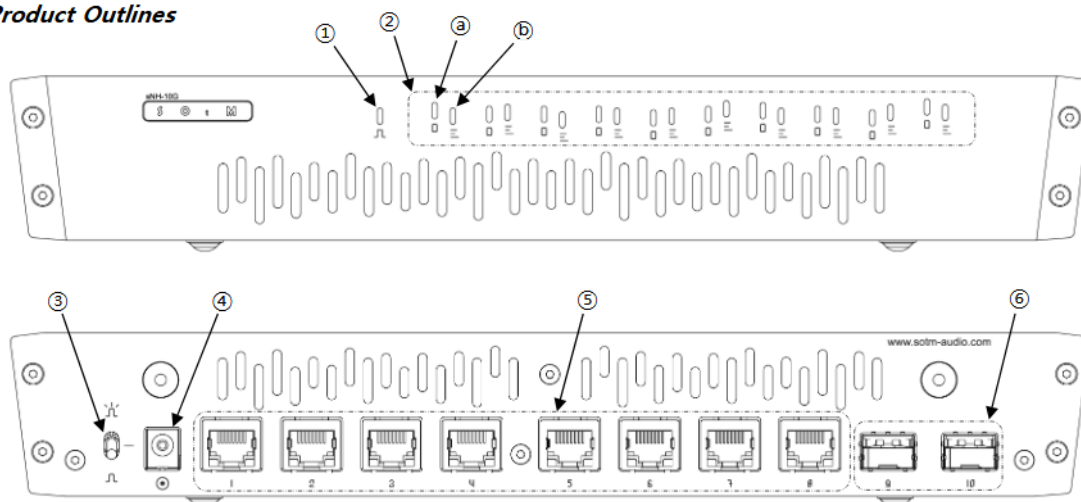 Product Outlines
① ② ⓐ ⓑ
sNH-10G
S O t M
③ ④ ⑤ ⑥
www.sotm-audio.com
1 2 3 4 5 6 7 8 9 10